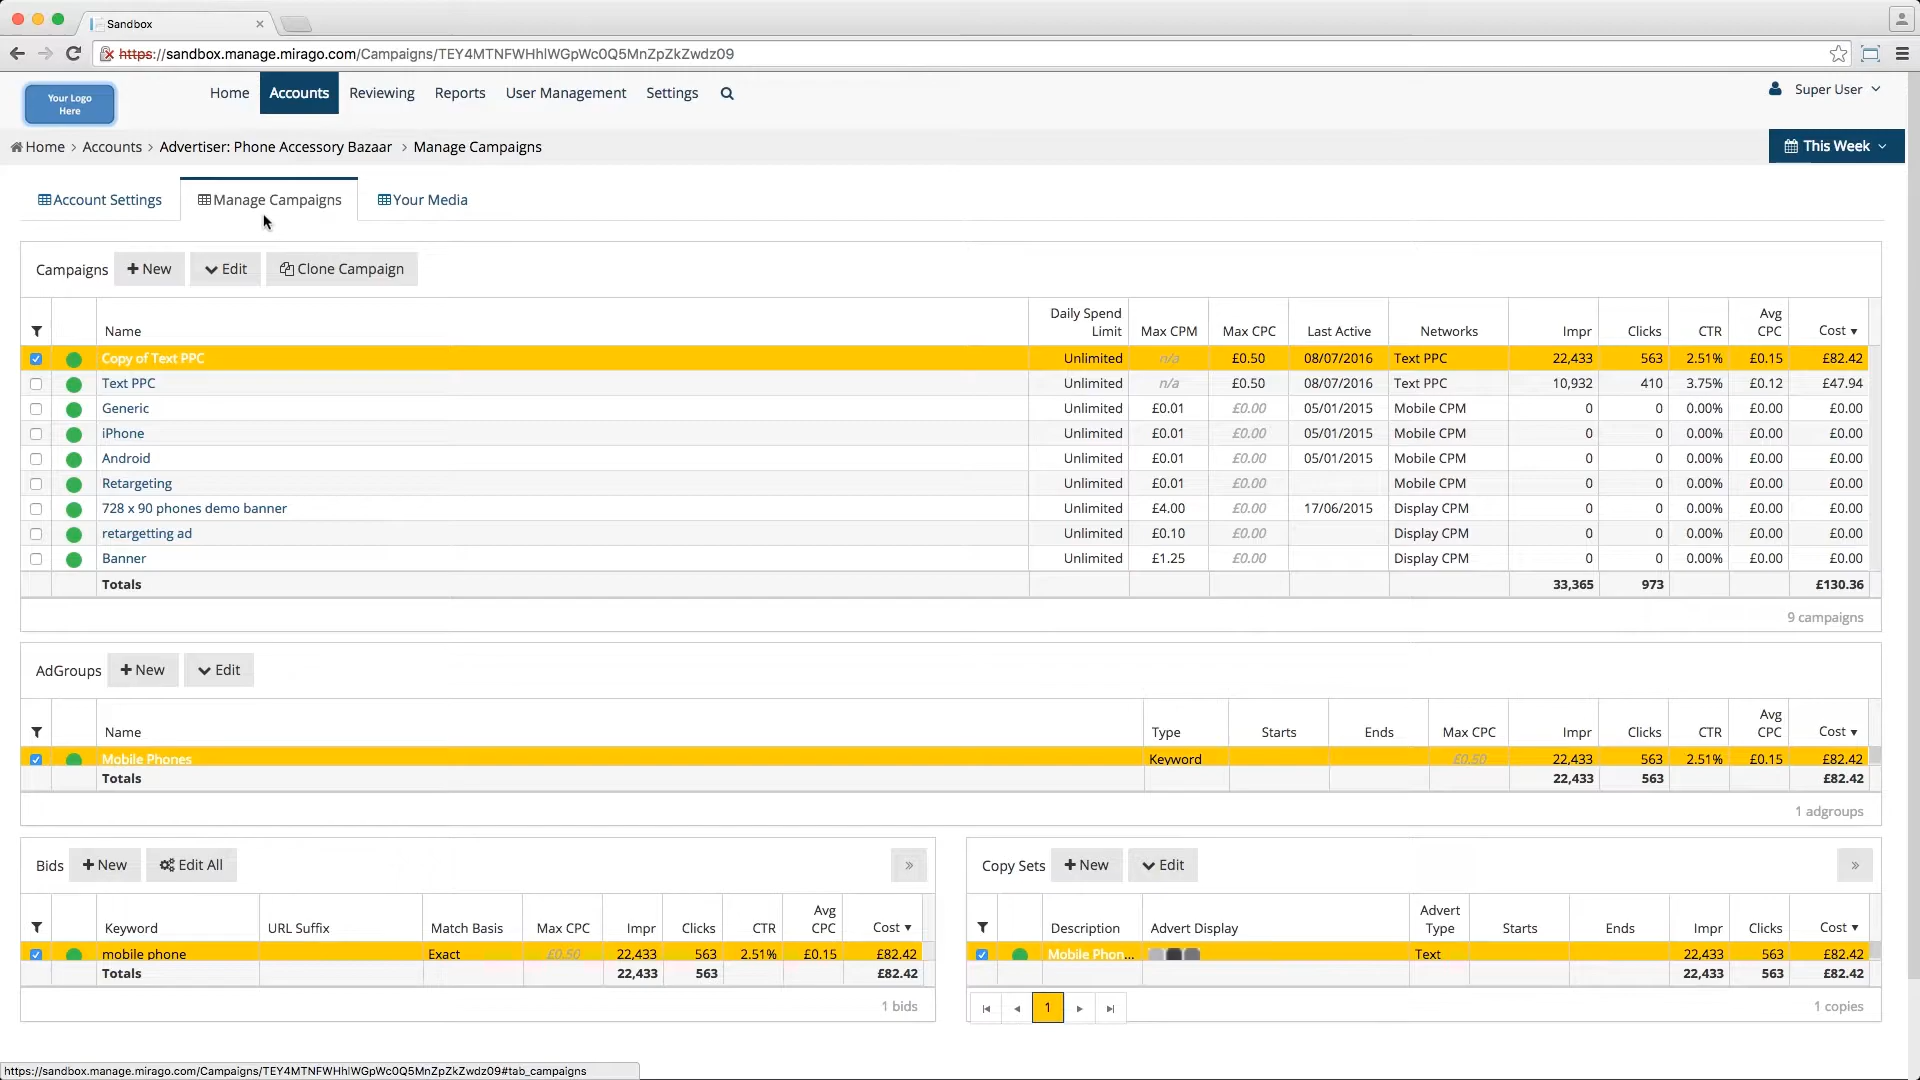 Sandbox
https://sandbox.manage.mirago.com/Campaigns/TEY4MTNFWHhlWGpWc0Q5MnZpZkZwdz09
Your Logo Here
Home Accounts Reviewing Reports User Management Settings
Super User
Home > Accounts > Advertiser: Phone Accessory Bazaar > Manage Campaigns
This Week
Account Settings Manage Campaigns Your Media
Campaigns New Edit Clone Campaign
Name Daily Spend Limit Max CPM Max CPC Last Active Networks Impr Clicks CTR Avg CPC Cost
Copy of Text PPC Unlimited n/a £0.50 08/07/2016 Text PPC 22,433 563 2.51% £0.15 £82.42
Text PPC Unlimited n/a £0.50 08/07/2016 Text PPC 10,932 410 3.75% £0.12 £47.94
Generic Unlimited £0.01 £0.00 05/01/2015 Mobile CPM 0 0 0.00% £0.00 £0.00
iPhone Unlimited £0.01 £0.00 05/01/2015 Mobile CPM 0 0 0.00% £0.00 £0.00
Android Unlimited £0.01 £0.00 05/01/2015 Mobile CPM 0 0 0.00% £0.00 £0.00
Retargeting Unlimited £0.01 £0.00 Mobile CPM 0 0 0.00% £0.00 £0.00
728 x 90 phones demo banner Unlimited £4.00 £0.00 17/06/2015 Display CPM 0 0 0.00% £0.00 £0.00
retargetting ad Unlimited £0.10 £0.00 Display CPM 0 0 0.00% £0.00 £0.00
Banner Unlimited £1.25 £0.00 Display CPM 0 0 0.00% £0.00 £0.00
Totals 33,365 973 £130.36
9 campaigns
AdGroups New Edit
Name Type Starts Ends Max CPC Impr Clicks CTR Avg CPC Cost
Mobile Phones Keyword £0.50 22,433 563 2.51% £0.15 £82.42
Totals 22,433 563 £82.42
1 adgroups
Bids New Edit All
Keyword URL Suffix Match Basis Max CPC Impr Clicks CTR Avg CPC Cost
mobile phone Exact £0.50 22,433 563 2.51% £0.15 £82.42
Totals 22,433 563 £82.42
1 bids
Copy Sets New Edit
Description Advert Display Advert Type Starts Ends Impr Clicks Cost
Mobile Phon... Text 22,433 563 £82.42
22,433 563 £82.42
1
1 copies
https://sandbox.manage.mirago.com/Campaigns/TEY4MTNFWHhlWGpWc0Q5MnZpZkZwdz09#tab_campaigns